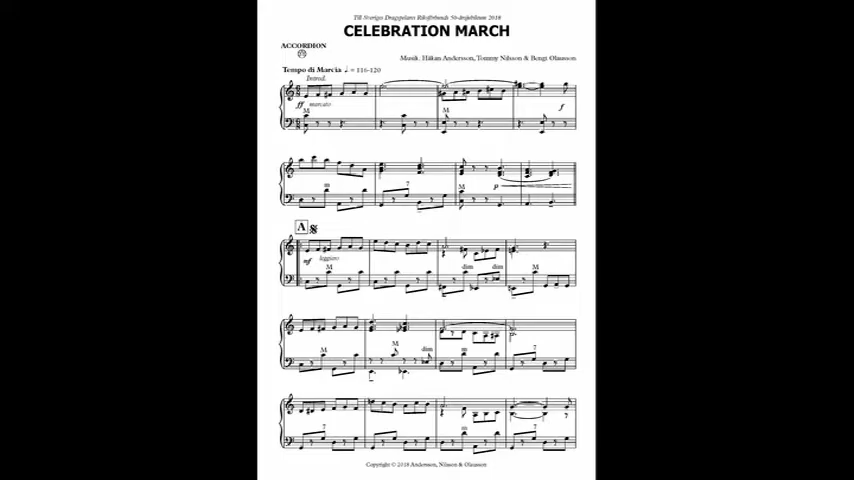 Till Sveriges Dragspelares Riksförbunds 50-årsjubileum 2018
CELEBRATION MARCH
ACCORDION
Musik: Håkan Andersson, Tommy Nilsson & Bengt Olausson
Tempo di Marcia ♩ = 116-120
Introd.
ff marcato
M
M
f
m
7
M
p
A
mf leggiero
M
M
dim
dim
M
M
M
dim
m
7
7
m
m
7
Copyright © 2018 Andersson, Nilsson & Olausson